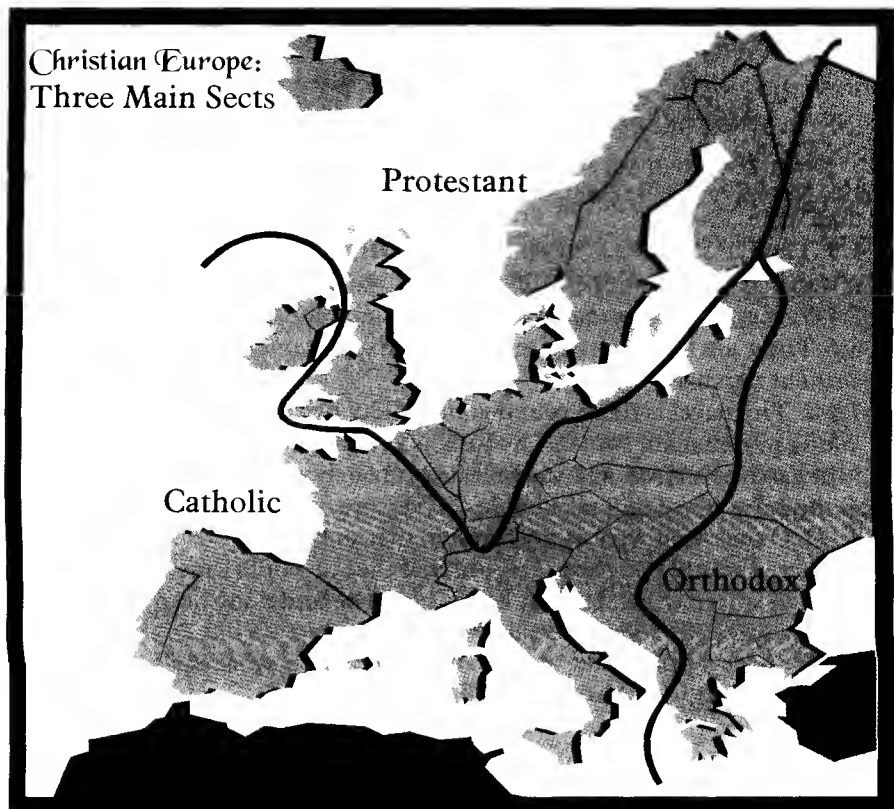 Christian Europe:
Three Main Sects
Protestant
Catholic
Orthodox